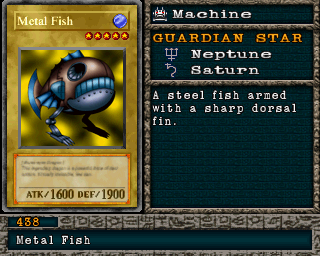 Metal Fish
ATK/1600 DEF/1900
Machine
GUARDIAN STAR
Neptune
Saturn
A steel fish armed
with a sharp dorsal
fin.
438
Metal Fish